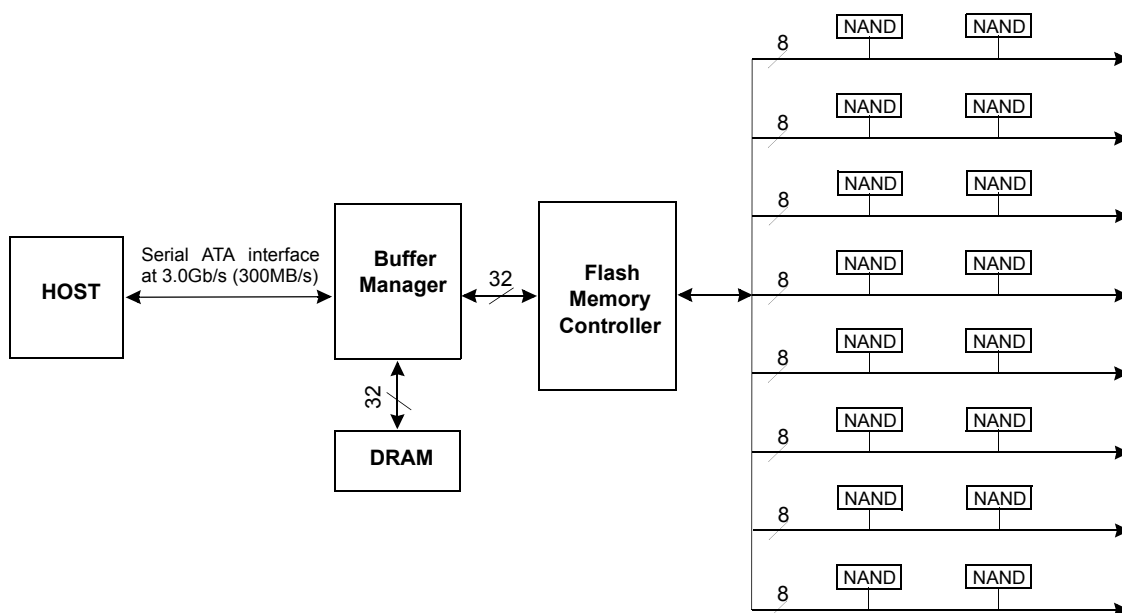 NAND NAND
8
NAND NAND
8
NAND NAND
8
Serial ATA interface
at 3.0Gb/s (300MB/s)
HOST
Buffer
Manager
32
Flash
Memory
Controller
NAND NAND
8
NAND NAND
8
32
DRAM
NAND NAND
8
NAND NAND
8
NAND NAND
8